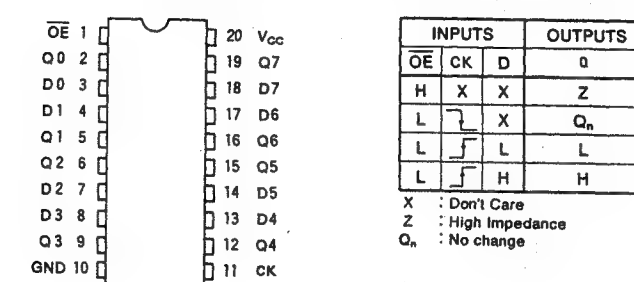 OE 1 20 VCC
Q0 2 19 Q7
D0 3 18 D7
D1 4 17 D6
Q1 5 16 Q6
Q2 6 15 Q5
D2 7 14 D5
D3 8 13 D4
Q3 9 12 Q4
GND 10 11 CK
INPUTS OUTPUTS
OE CK D Q
H X X Z
L X Qn
L L L
L H H
X : Don't Care
Z : High Impedance
Qn : No change